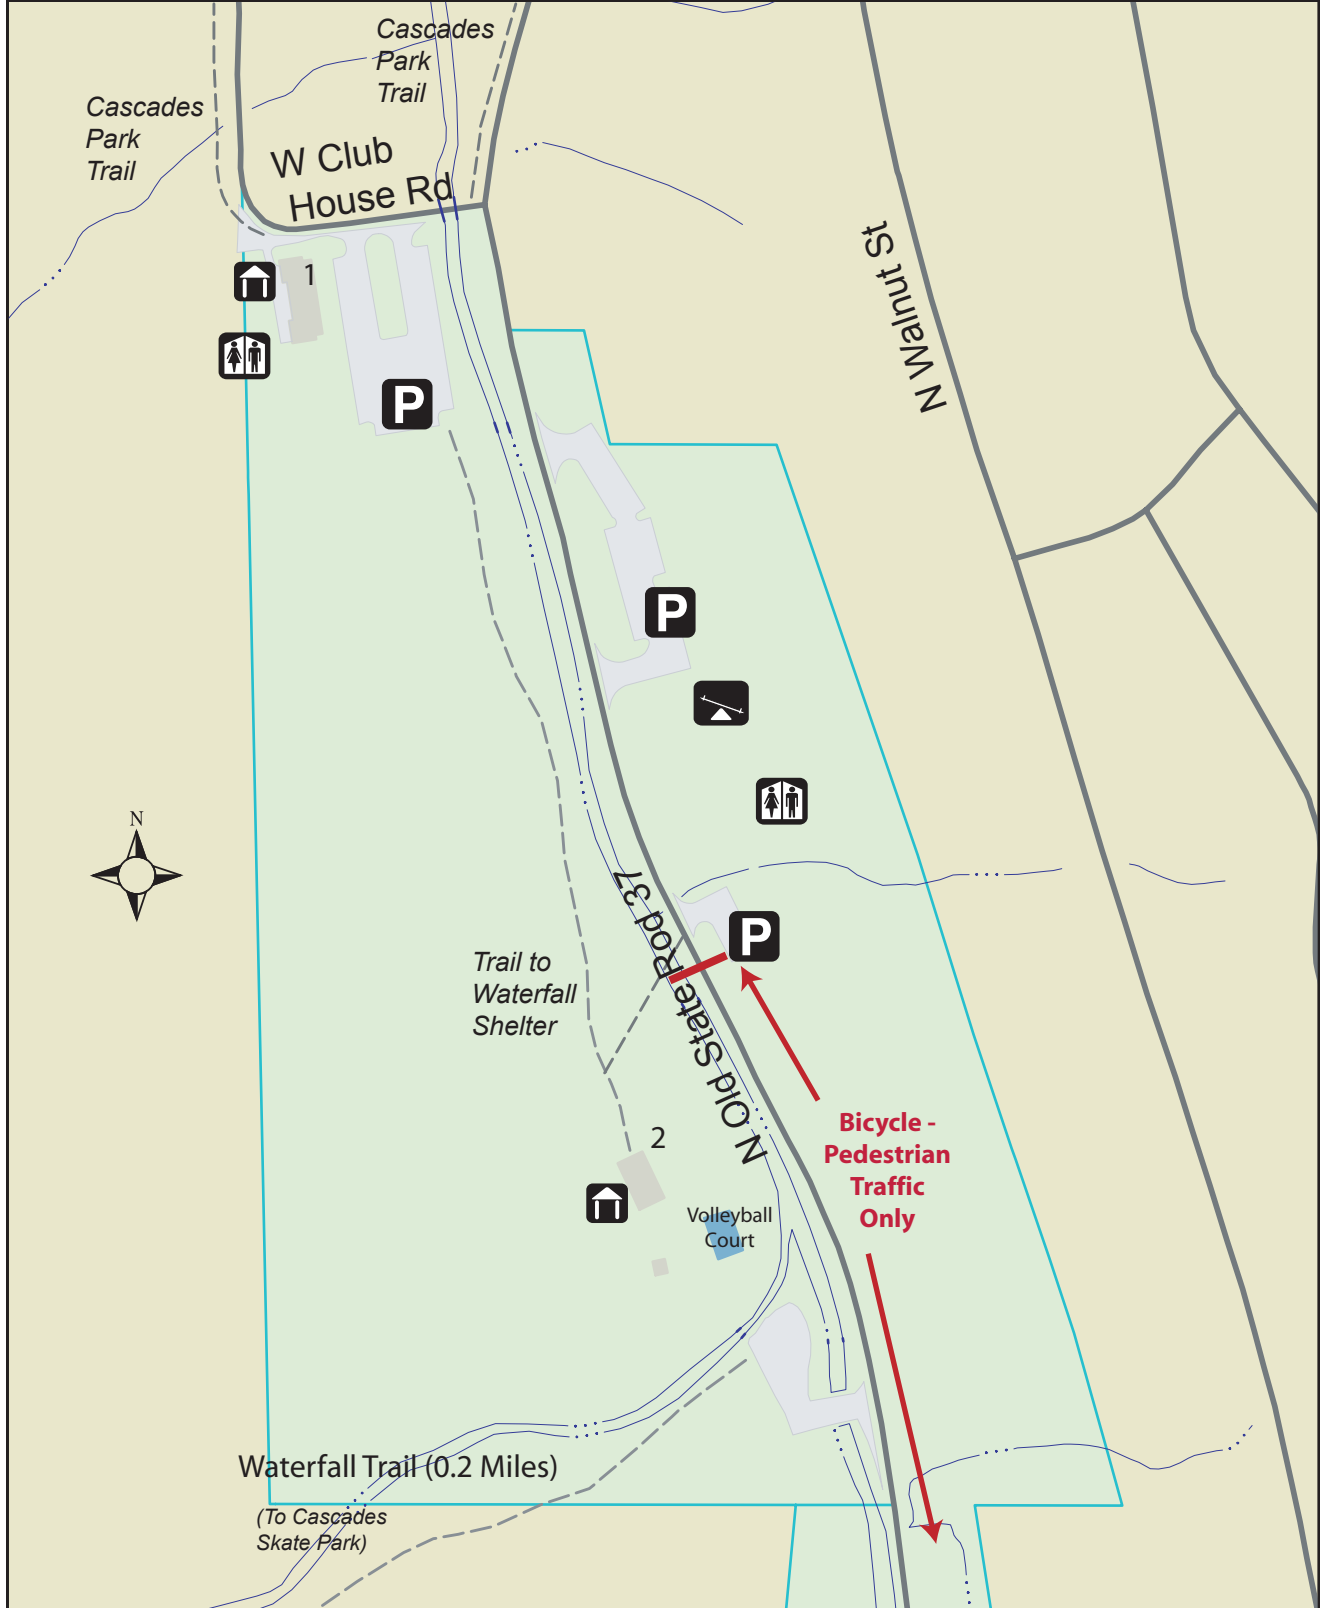 Cascades
Park
Trail
Cascades
Park
Trail
W Club
House Rd
N Walnut St
1
P
P
N
N Old State Rod 37
P
Trail to
Waterfall
Shelter
Bicycle -
Pedestrian
Traffic
Only
2
Volleyball
Court
Waterfall Trail (0.2 Miles)
(To Cascades
Skate Park)